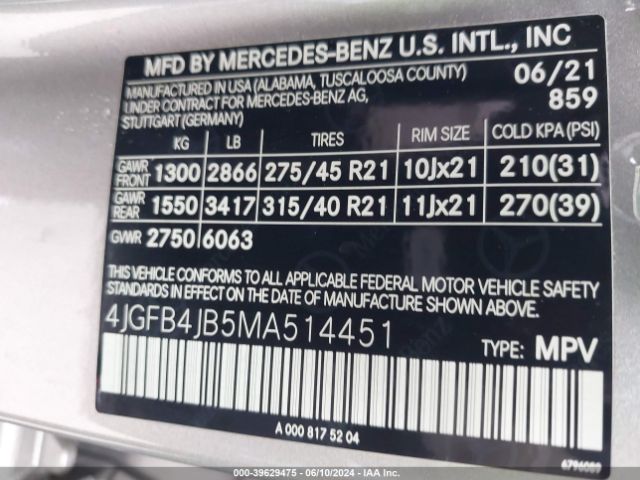 MFD BY MERCEDES-BENZ U.S. INTL., INC
MANUFACTURED IN USA (ALABAMA, TUSCALOOSA COUNTY) 06/21
UNDER CONTRACT FOR MERCEDES-BENZ AG, 859
STUTTGART (GERMANY)
KG LB TIRES RIM SIZE COLD KPA (PSI)
GAWR FRONT 1300 2866 275/45 R21 10Jx21 210(31)
GAWR REAR 1550 3417 315/40 R21 11Jx21 270(39)
GVWR 2750 6063
THIS VEHICLE CONFORMS TO ALL APPLICABLE FEDERAL MOTOR VEHICLE SAFETY
STANDARDS IN EFFECT ON THE DATE OF MANUFACTURE SHOWN ABOVE.
4JGFB4JB5MA514451 TYPE: MPV
A 000 817 52 04
6796089
000-39629475 - 06/10/2024 - IAA Inc.